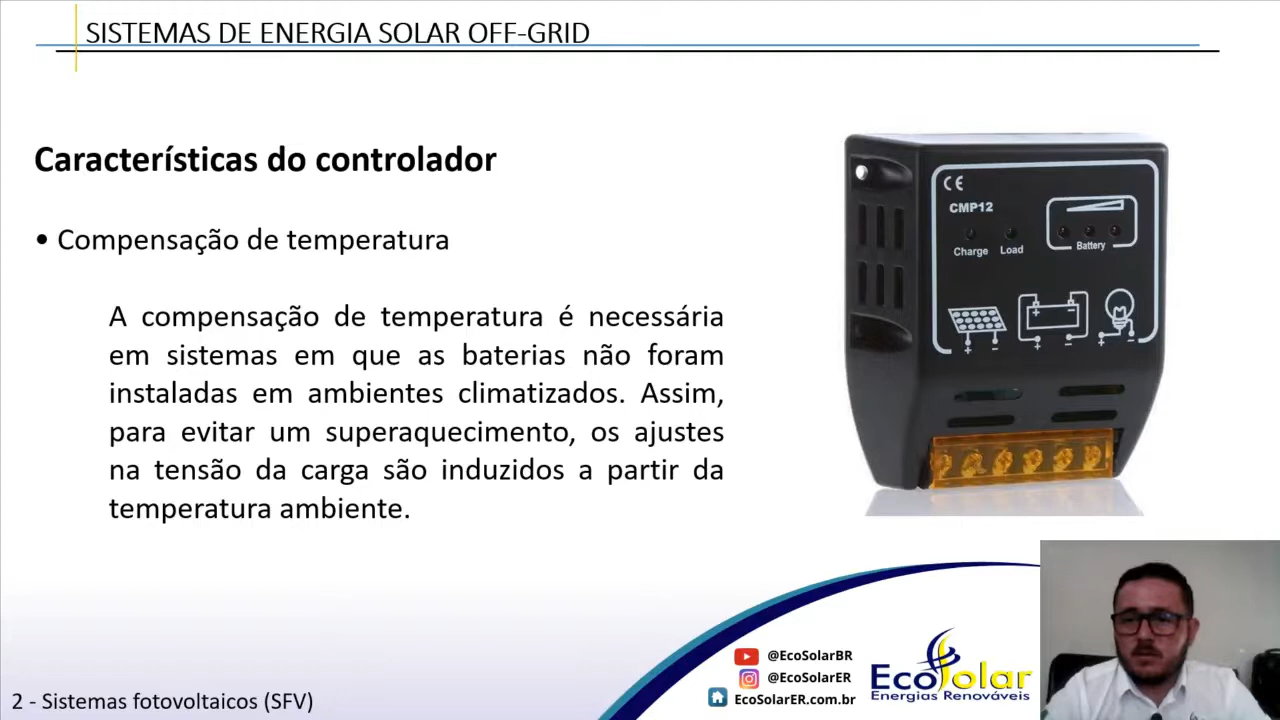 SISTEMAS DE ENERGIA SOLAR OFF-GRID
Características do controlador
• Compensação de temperatura
A compensação de temperatura é necessária
em sistemas em que as baterias não foram
instaladas em ambientes climatizados. Assim,
para evitar um superaquecimento, os ajustes
na tensão da carga são induzidos a partir da
temperatura ambiente.
CE
CMP12
Charge Load
Battery
+ - + - + -
@EcoSolarBR
@EcoSolarER
EcoSolarER.com.br
EcoSolar
Energias Renováveis
2 - Sistemas fotovoltaicos (SFV)